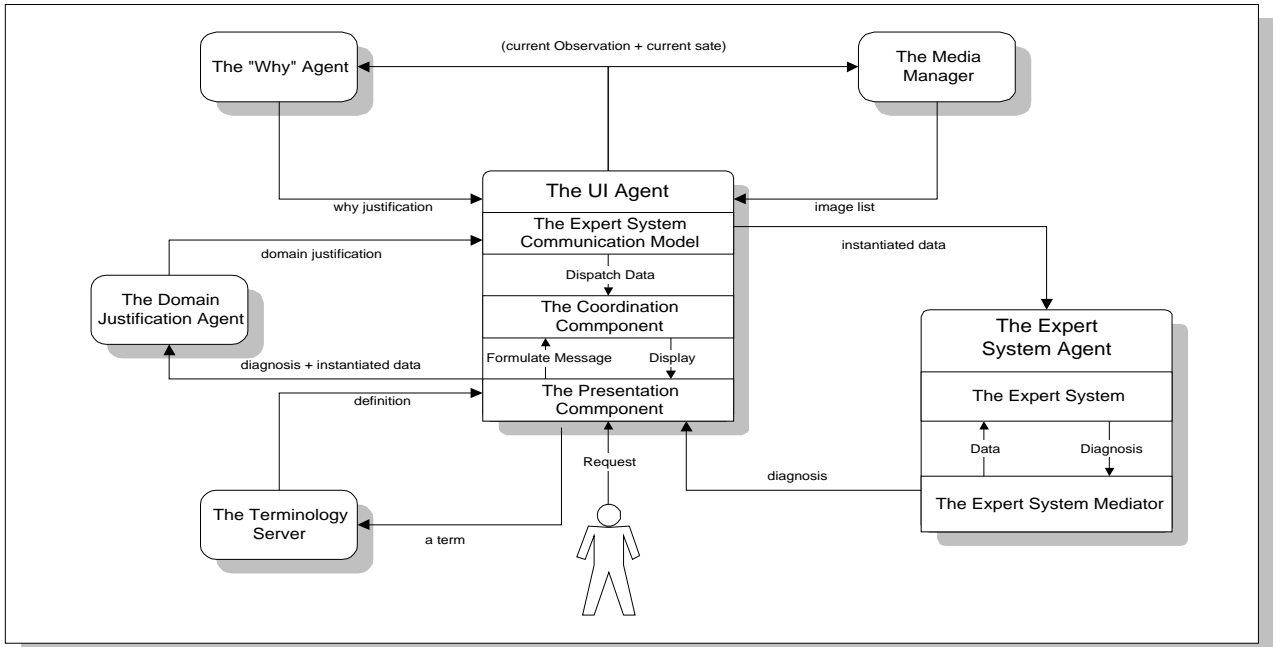 (current Observation + current sate)
The "Why" Agent
The Media
Manager
The UI Agent
why justification
image list
The Expert System
Communication Model
instantiated data
domain justification
Dispatch Data
The Domain
Justification Agent
The Coordination
Commponent
The Expert
System Agent
Formulate Message
Display
diagnosis + instantiated data
The Presentation
Commponent
The Expert System
definition
Data
Diagnosis
Request
diagnosis
The Expert System Mediator
The Terminology
Server
a term